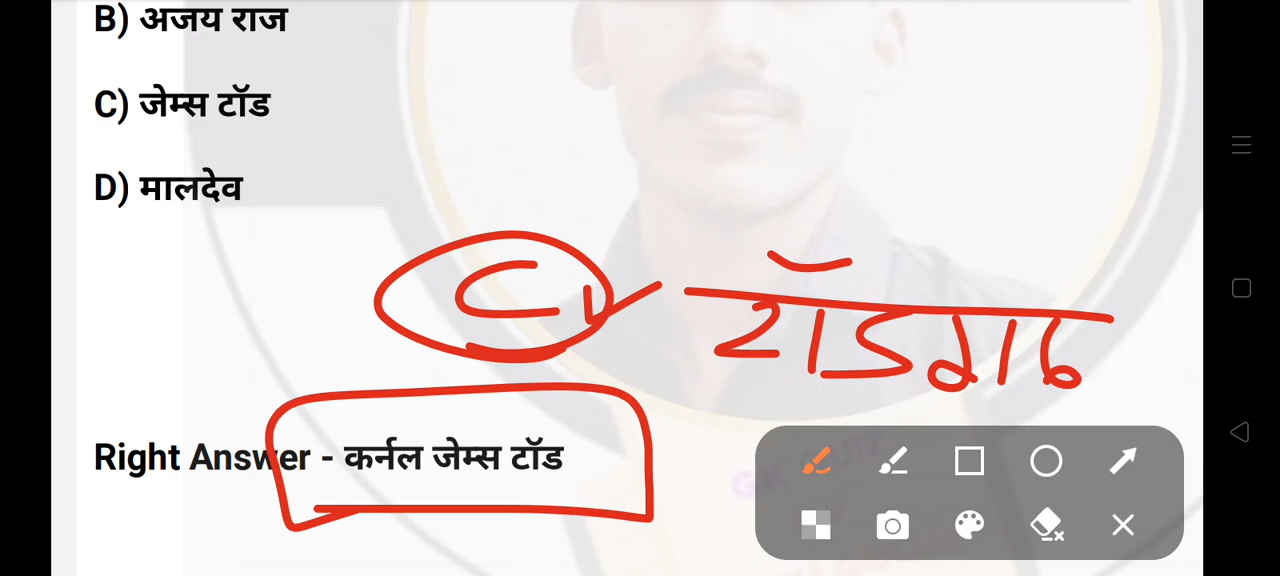 B) अजय राज
C) जेम्स टॉड
D) मालदेव
C
टॉडगढ
Right Answer - कर्नल जेम्स टॉड